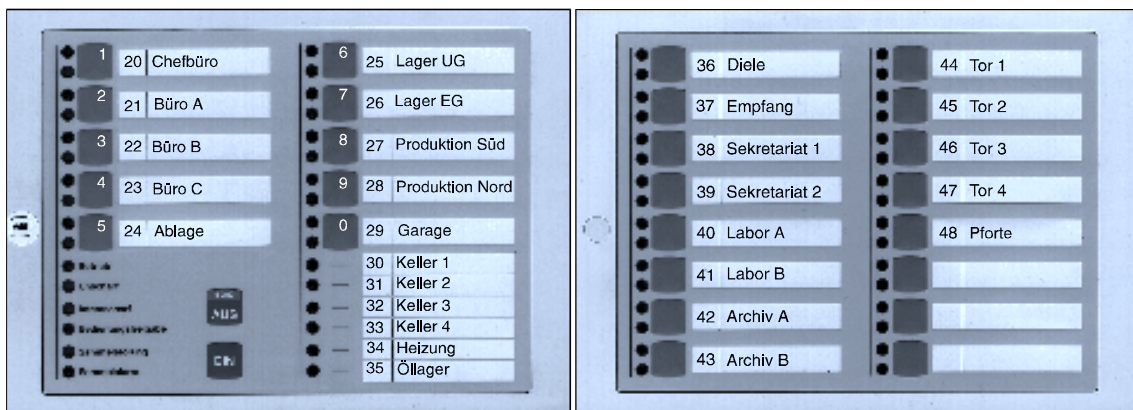 1 20 Chefbüro
2 21 Büro A
3 22 Büro B
4 23 Büro C
5 24 Ablage
Betrieb
AUS
EIN
6 25 Lager UG
7 26 Lager EG
8 27 Produktion Süd
9 28 Produktion Nord
0 29 Garage
30 Keller 1
31 Keller 2
32 Keller 3
33 Keller 4
34 Heizung
35 Öllager
36 Diele
37 Empfang
38 Sekretariat 1
39 Sekretariat 2
40 Labor A
41 Labor B
42 Archiv A
43 Archiv B
44 Tor 1
45 Tor 2
46 Tor 3
47 Tor 4
48 Pforte